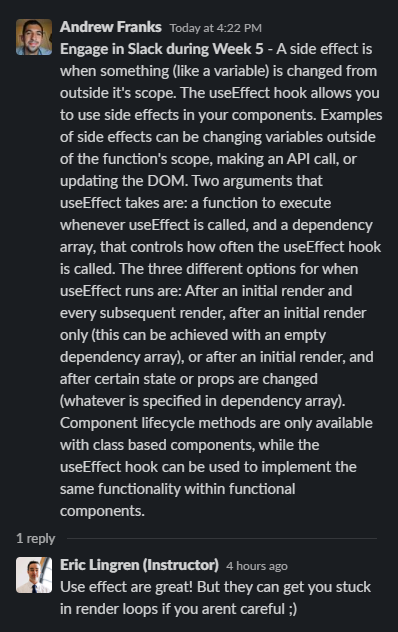 Andrew Franks Today at 4:22 PM
Engage in Slack during Week 5 - A side effect is
when something (like a variable) is changed from
outside it's scope. The useEffect hook allows you
to use side effects in your components. Examples
of side effects can be changing variables outside
of the function's scope, making an API call, or
updating the DOM. Two arguments that
useEffect takes are: a function to execute
whenever useEffect is called, and a dependency
array, that controls how often the useEffect hook
is called. The three different options for when
useEffect runs are: After an initial render and
every subsequent render, after an initial render
only (this can be achieved with an empty
dependency array), or after an initial render, and
after certain state or props are changed
(whatever is specified in dependency array).
Component lifecycle methods are only available
with class based components, while the
useEffect hook can be used to implement the
same functionality within functional
components.
1 reply
Eric Lingren (Instructor) 4 hours ago
Use effect are great! But they can get you stuck
in render loops if you arent careful ;)